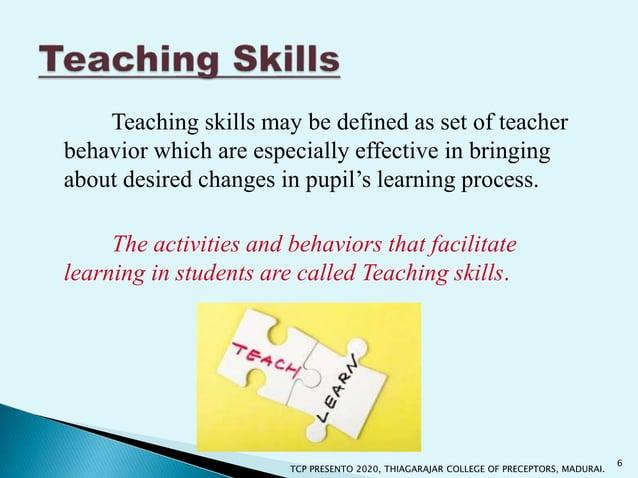 Teaching Skills
Teaching skills may be defined as set of teacher
behavior which are especially effective in bringing
about desired changes in pupil’s learning process.
The activities and behaviors that facilitate
learning in students are called Teaching skills.
TEACH
LEARN
6
TCP PRESENTO 2020, THIAGARAJAR COLLEGE OF PRECEPTORS, MADURAI.